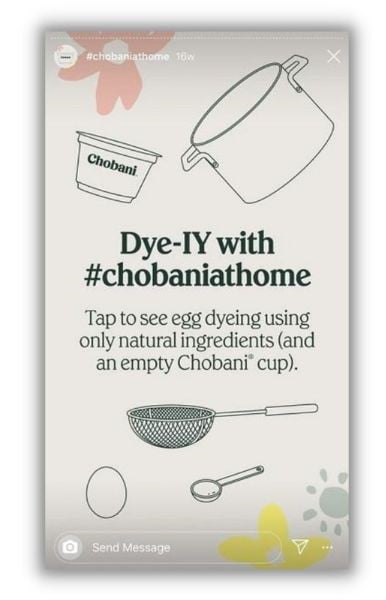 #chobaniathome 16w
Chobani
Dye-IY with
#chobaniathome
Tap to see egg dyeing using
only natural ingredients (and
an empty Chobani® cup).
Send Message